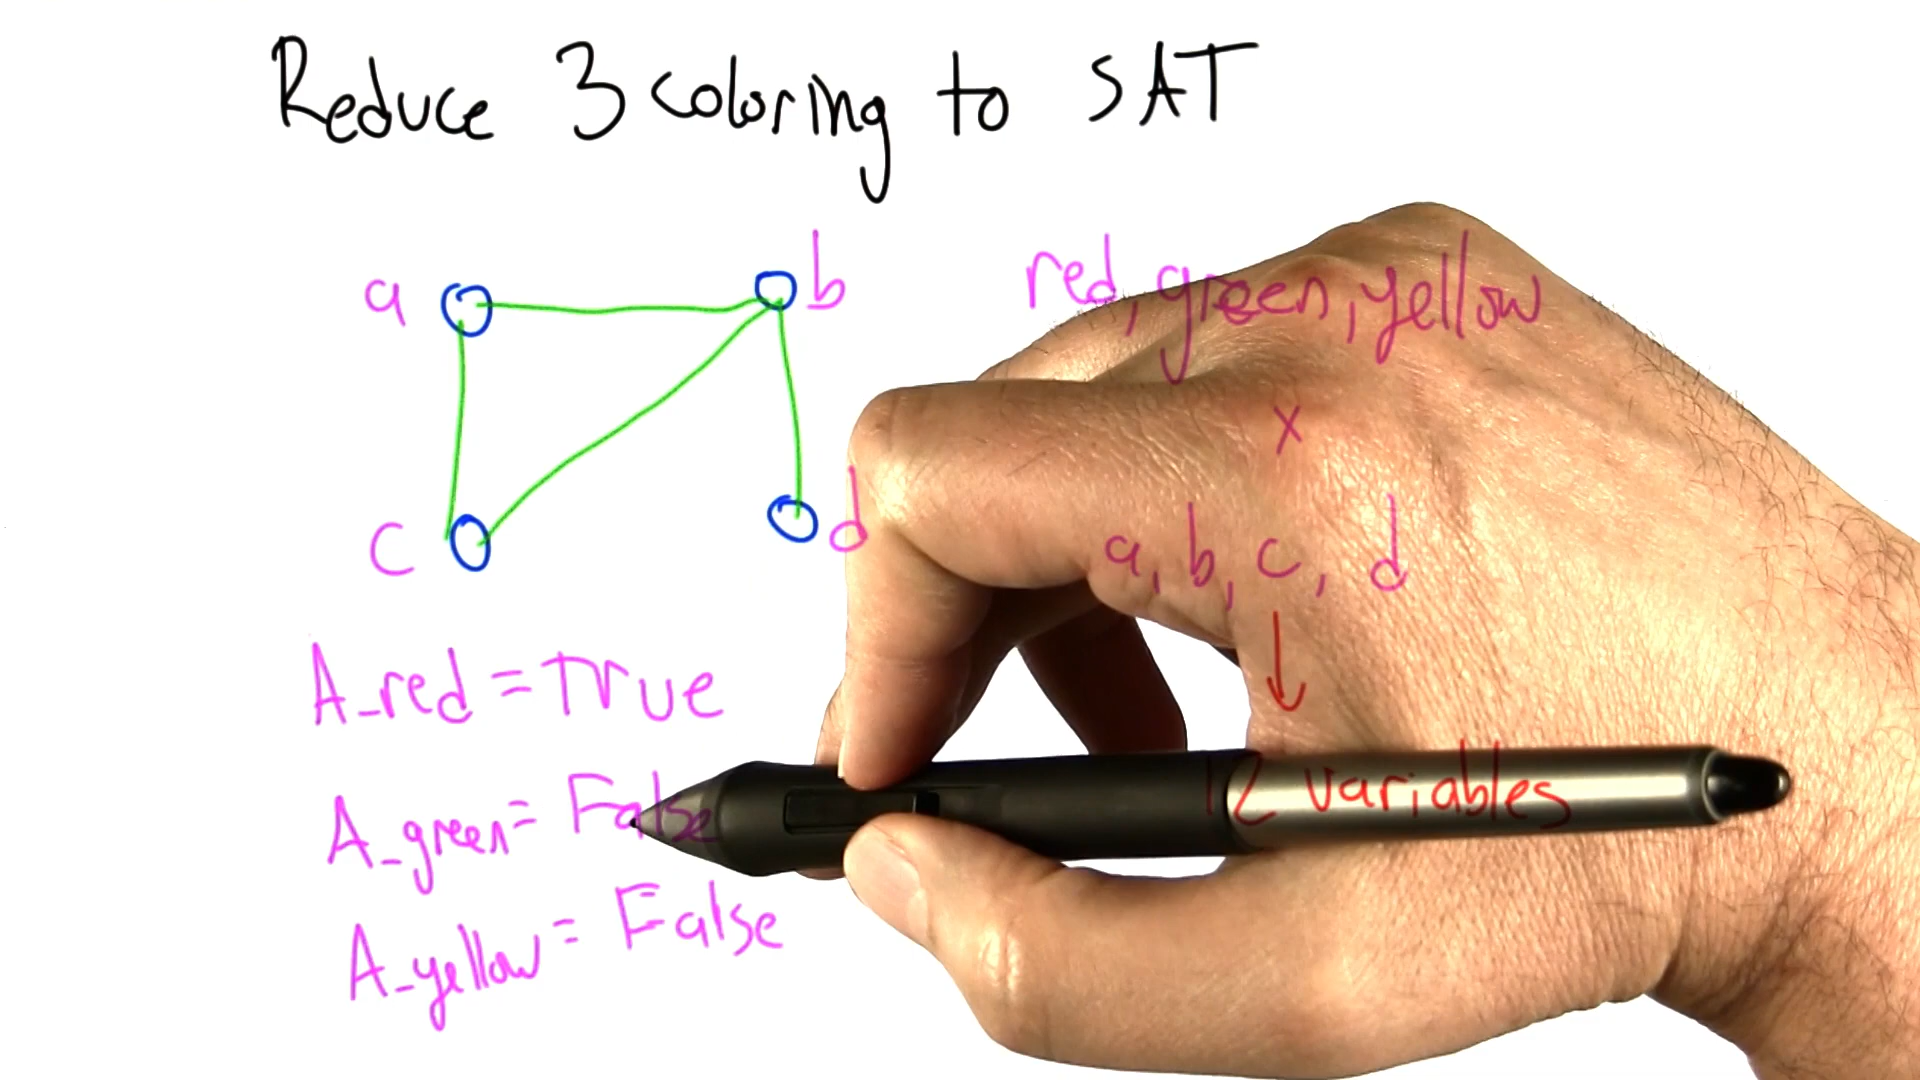 Reduce 3 coloring to SAT
a
b
red, green, yellow
x
c
d
a, b, c, d
A_red = True
12 variables
A_green = False
A_yellow = False